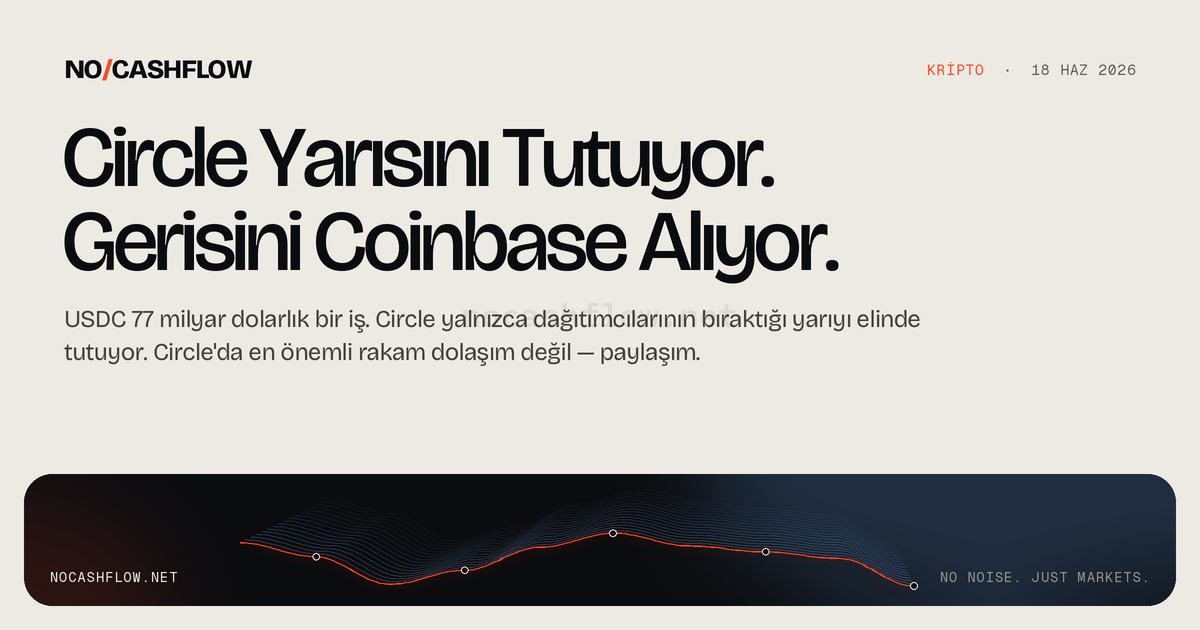 NO/CASHFLOW
KRİPTO · 18 HAZ 2026
Circle Yarısını Tutuyor.
Gerisini Coinbase Alıyor.
nocashflow.net
USDC 77 milyar dolarlık bir iş. Circle yalnızca dağıtımcılarının bıraktığı yarıyı elinde
tutuyor. Circle'da en önemli rakam dolaşım değil — paylaşım.
NOCASHFLOW.NET
NO NOISE. JUST MARKETS.